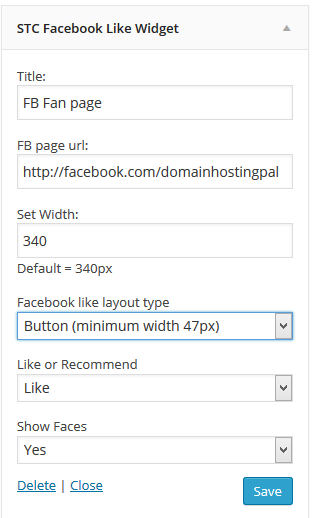 STC Facebook Like Widget
Title:
FB Fan page
FB page url:
http://facebook.com/domainhostingpal
Set Width:
340
Default = 340px
Facebook like layout type
Button (minimum width 47px)
Like or Recommend
Like
Show Faces
Yes
Delete | Close
Save